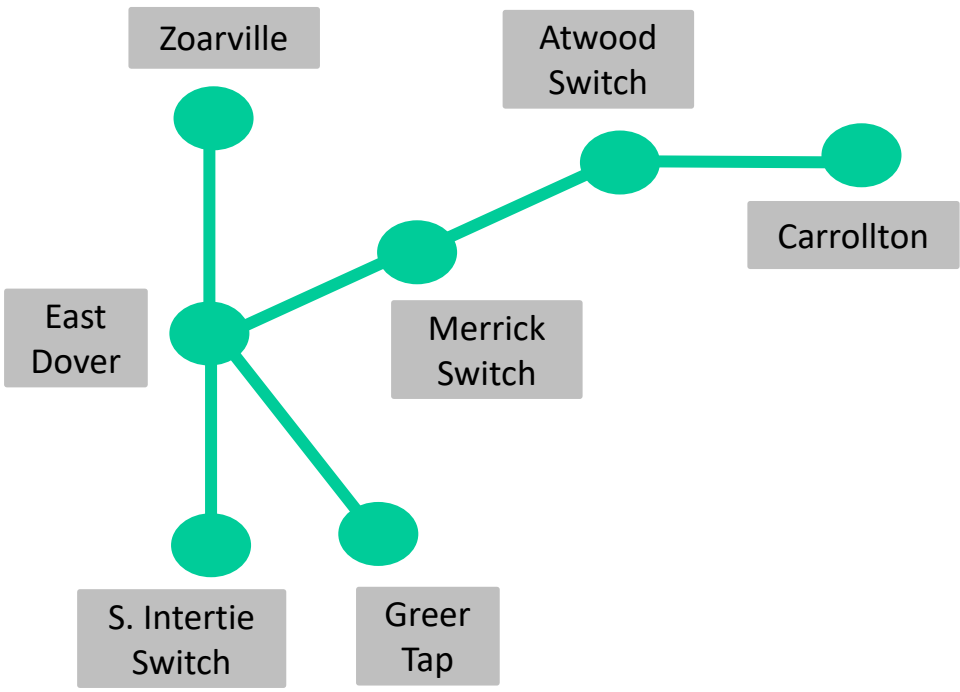 Zoarville
Atwood
Switch
Carrollton
East
Dover
Merrick
Switch
S. Intertie
Switch
Greer
Tap